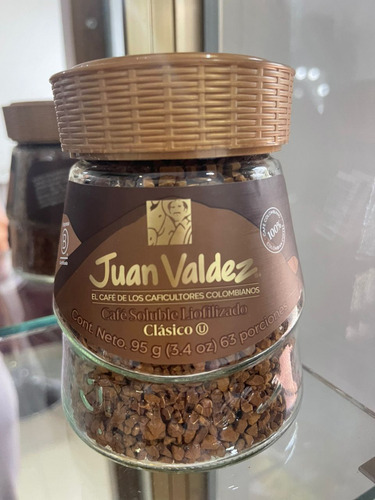 Juan Valdez
EL CAFÉ DE LOS CAFICULTORES COLOMBIANOS
Café Soluble Liofilizado
Clásico U
Cont. Neto. 95 g (3.4 oz) 63 porciones
100%